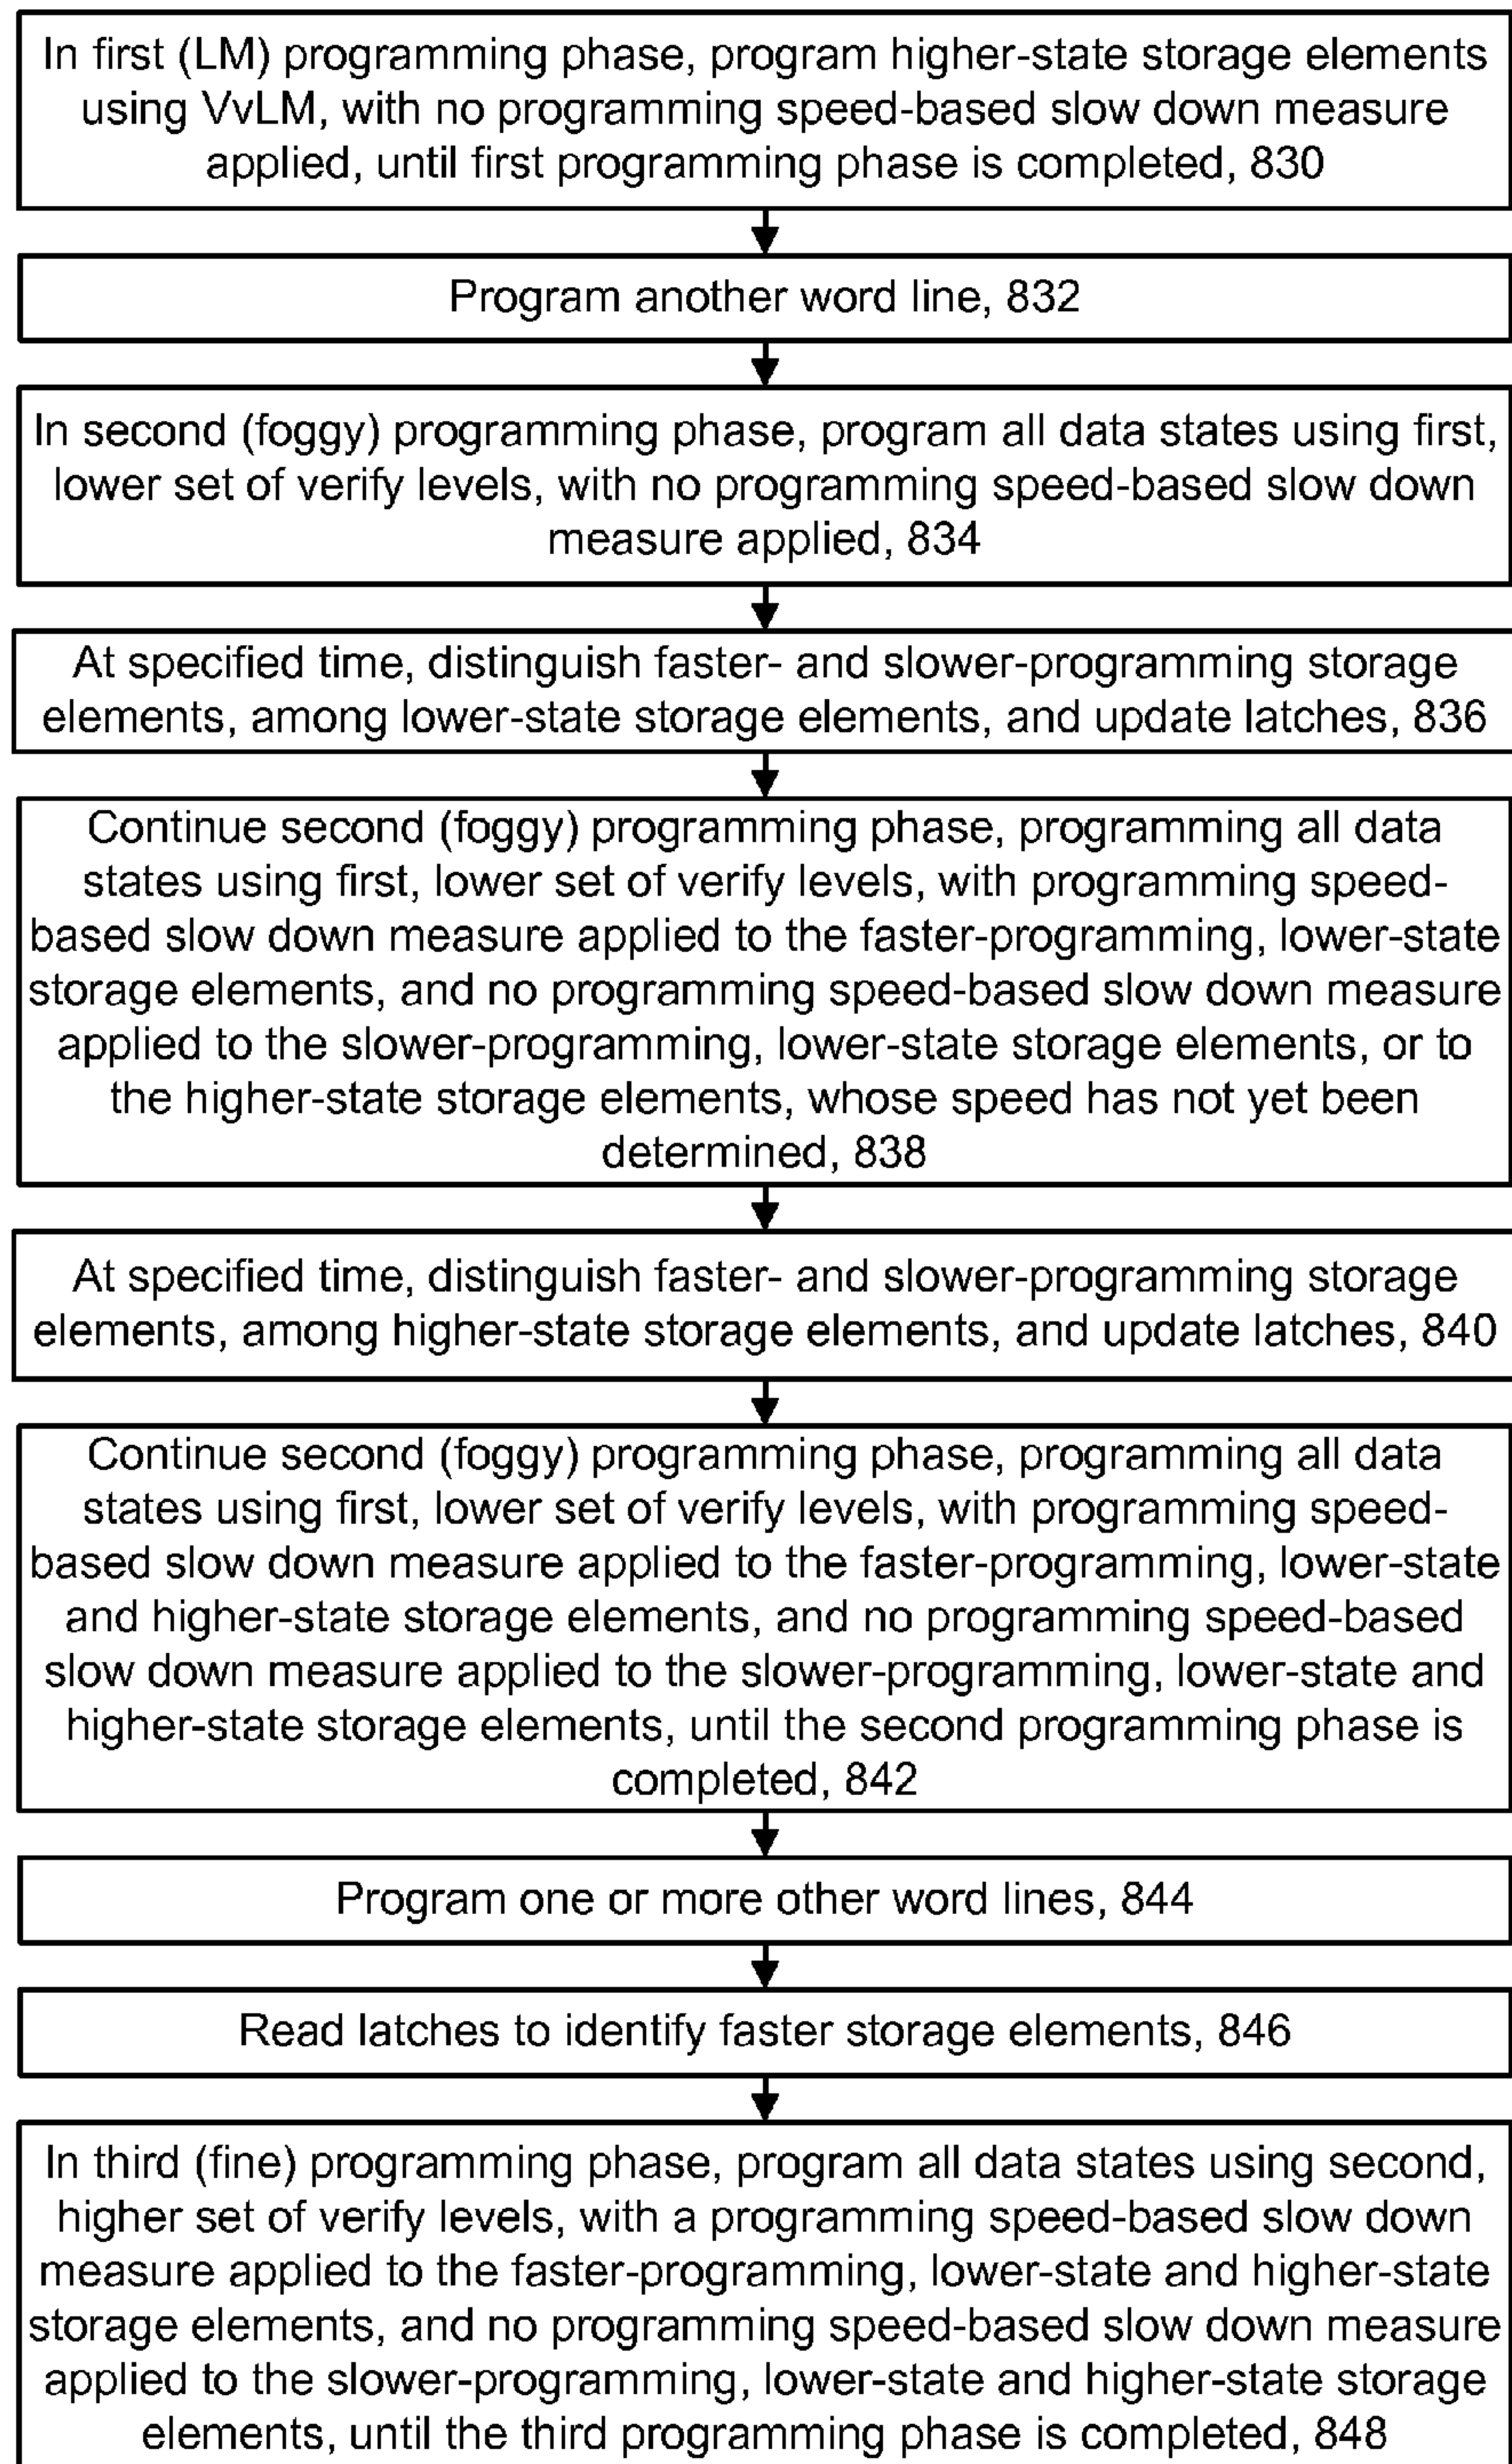 In first (LM) programming phase, program higher-state storage elements
using VvLM, with no programming speed-based slow down measure
applied, until first programming phase is completed, 830
Program another word line, 832
In second (foggy) programming phase, program all data states using first,
lower set of verify levels, with no programming speed-based slow down
measure applied, 834
At specified time, distinguish faster- and slower-programming storage
elements, among lower-state storage elements, and update latches, 836
Continue second (foggy) programming phase, programming all data
states using first, lower set of verify levels, with programming speed-
based slow down measure applied to the faster-programming, lower-state
storage elements, and no programming speed-based slow down measure
applied to the slower-programming, lower-state storage elements, or to
the higher-state storage elements, whose speed has not yet been
determined, 838
At specified time, distinguish faster- and slower-programming storage
elements, among higher-state storage elements, and update latches, 840
Continue second (foggy) programming phase, programming all data
states using first, lower set of verify levels, with programming speed-
based slow down measure applied to the faster-programming, lower-state
and higher-state storage elements, and no programming speed-based
slow down measure applied to the slower-programming, lower-state and
higher-state storage elements, until the second programming phase is
completed, 842
Program one or more other word lines, 844
Read latches to identify faster storage elements, 846
In third (fine) programming phase, program all data states using second,
higher set of verify levels, with a programming speed-based slow down
measure applied to the faster-programming, lower-state and higher-state
storage elements, and no programming speed-based slow down measure
applied to the slower-programming, lower-state and higher-state storage
elements, until the third programming phase is completed, 848